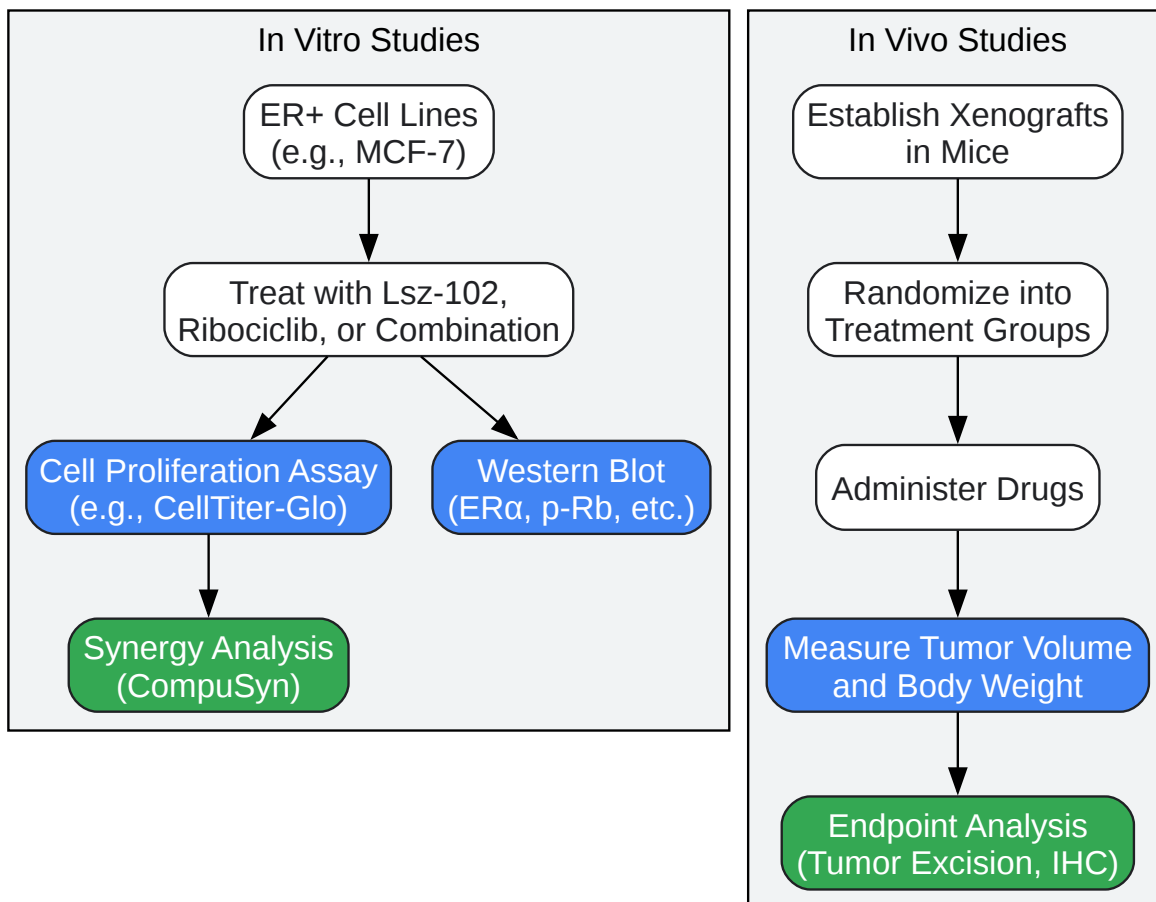 In Vitro Studies
ER+ Cell Lines
(e.g., MCF-7)
Treat with Lsz-102,
Ribociclib, or Combination
Cell Proliferation Assay
(e.g., CellTiter-Glo)
Western Blot
(ERα, p-Rb, etc.)
Synergy Analysis
(CompuSyn)
In Vivo Studies
Establish Xenografts
in Mice
Randomize into
Treatment Groups
Administer Drugs
Measure Tumor Volume
and Body Weight
Endpoint Analysis
(Tumor Excision, IHC)